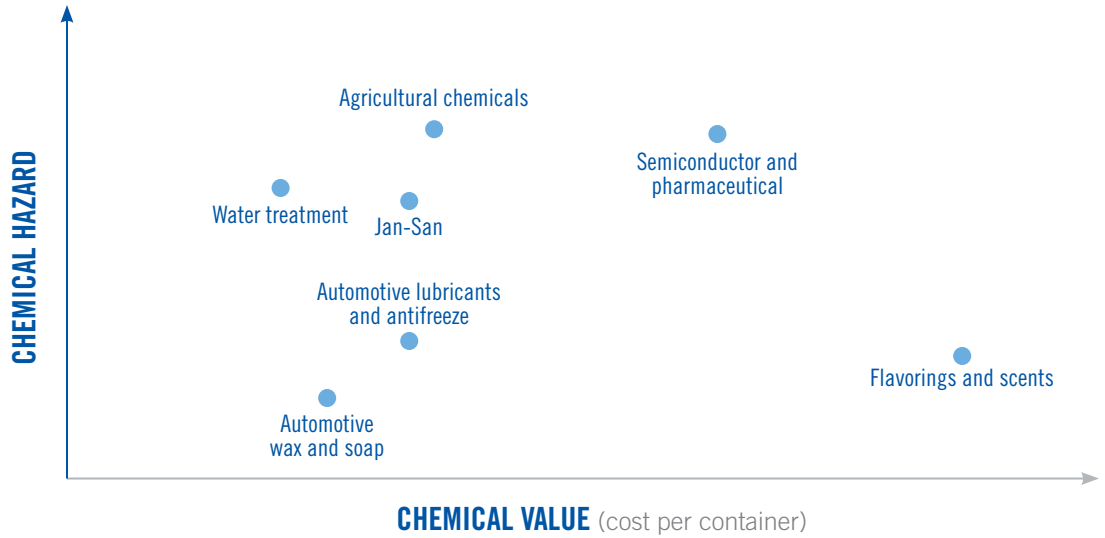 Agricultural chemicals
Semiconductor and
pharmaceutical
Water treatment
Jan-San
Automotive lubricants
and antifreeze
Flavorings and scents
Automotive
wax and soap
CHEMICAL HAZARD
CHEMICAL VALUE (cost per container)